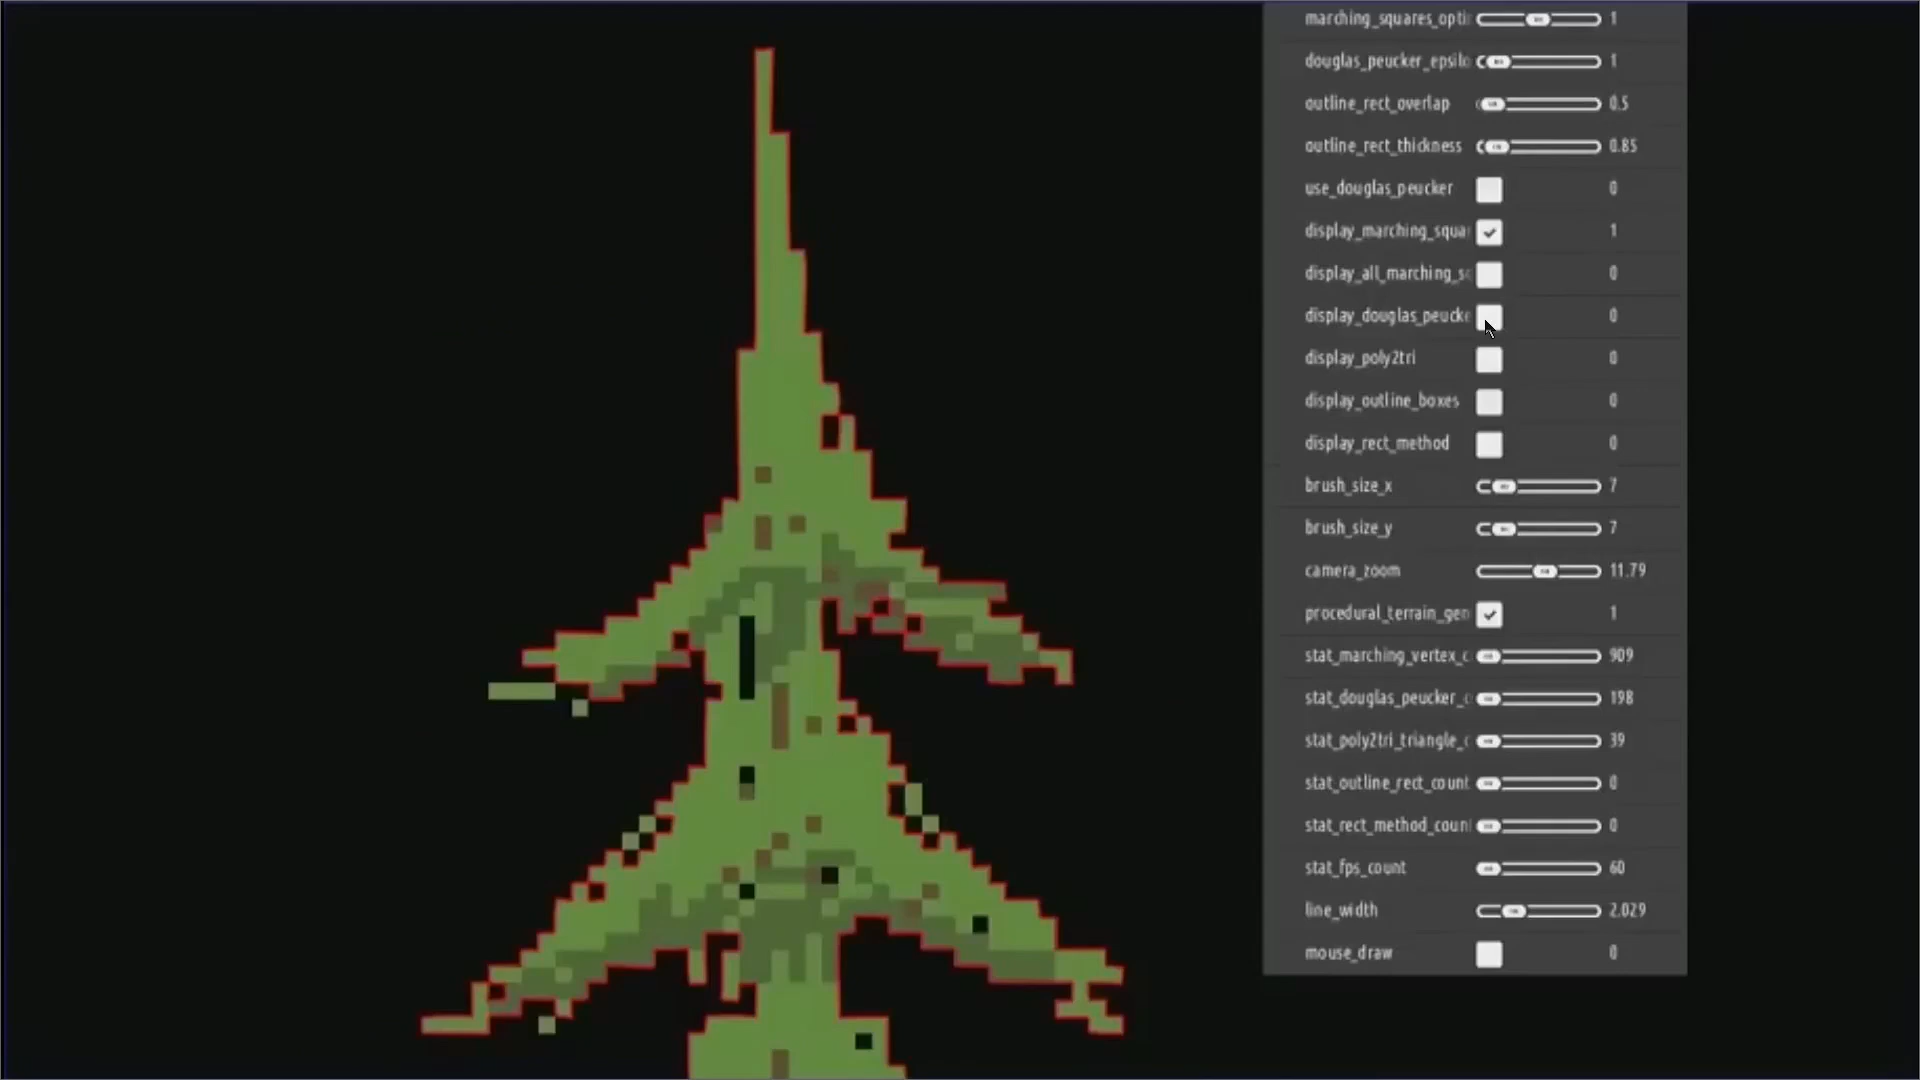 marching_squares_opti 1
douglas_peucker_epsilo 1
outline_rect_overlap 0.5
outline_rect_thickness 0.85
use_douglas_peucker 0
display_marching_squa 1
display_all_marching_s 0
display_douglas_peucke 0
display_poly2tri 0
display_outline_boxes 0
display_rect_method 0
brush_size_x 7
brush_size_y 7
camera_zoom 11.79
procedural_terrain_gen 1
stat_marching_vertex_c 909
stat_douglas_peucker_c 198
stat_poly2tri_triangle_c 39
stat_outline_rect_count 0
stat_rect_method_coun 0
stat_fps_count 60
line_width 2.029
mouse_draw 0